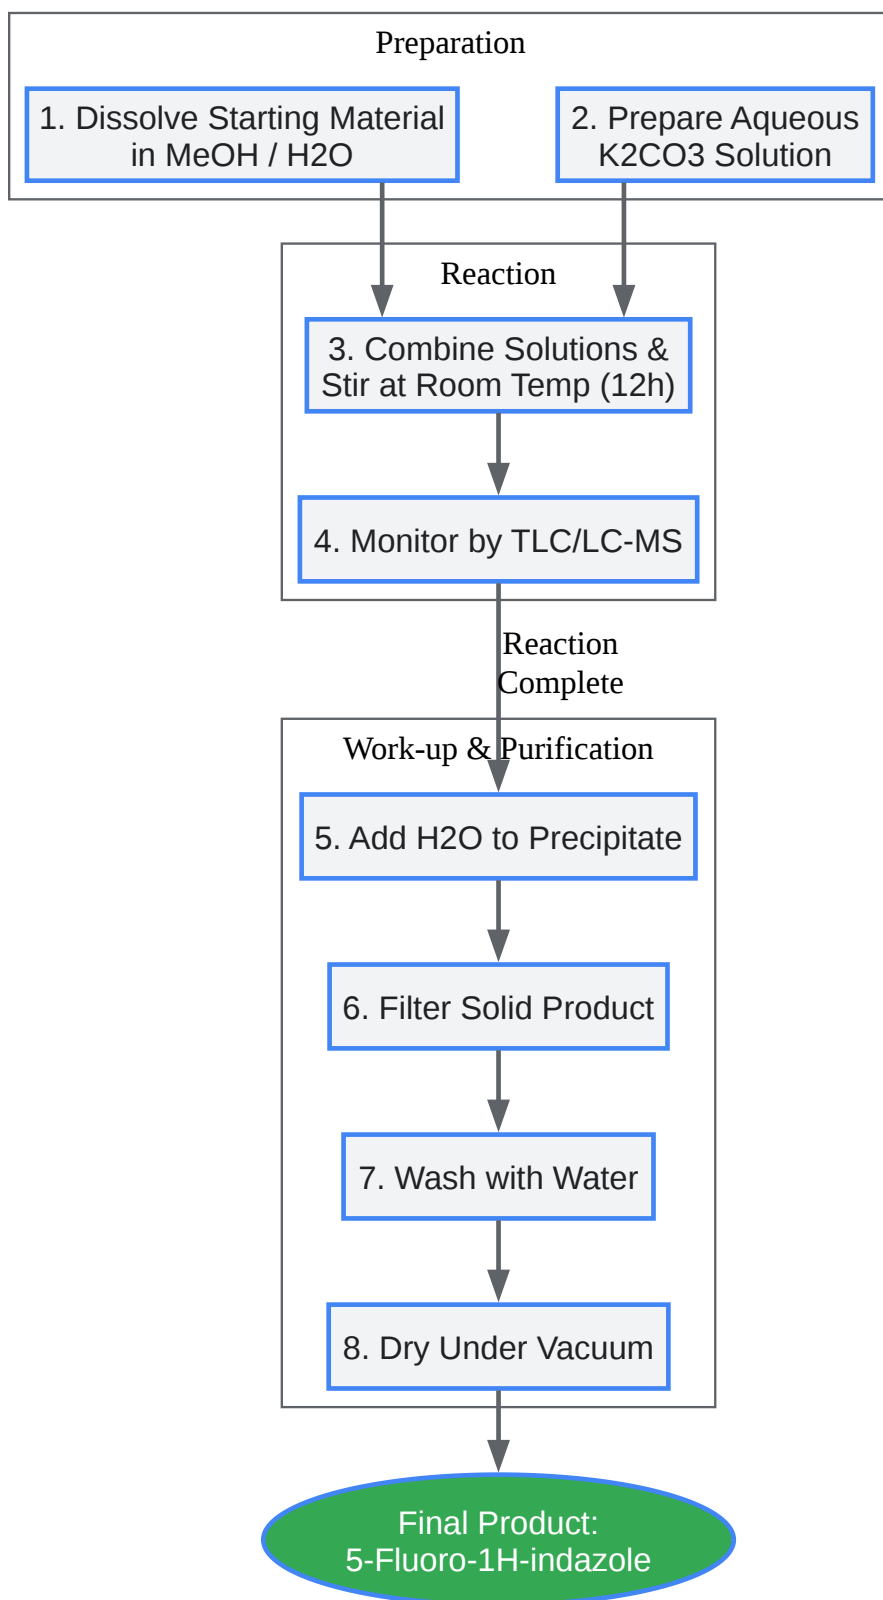 Preparation
1. Dissolve Starting Material
in MeOH / H2O
2. Prepare Aqueous
K2CO3 Solution
Reaction
3. Combine Solutions &
Stir at Room Temp (12h)
4. Monitor by TLC/LC-MS
Reaction
Complete
Work-up & Purification
5. Add H2O to Precipitate
6. Filter Solid Product
7. Wash with Water
8. Dry Under Vacuum
Final Product:
5-Fluoro-1H-indazole